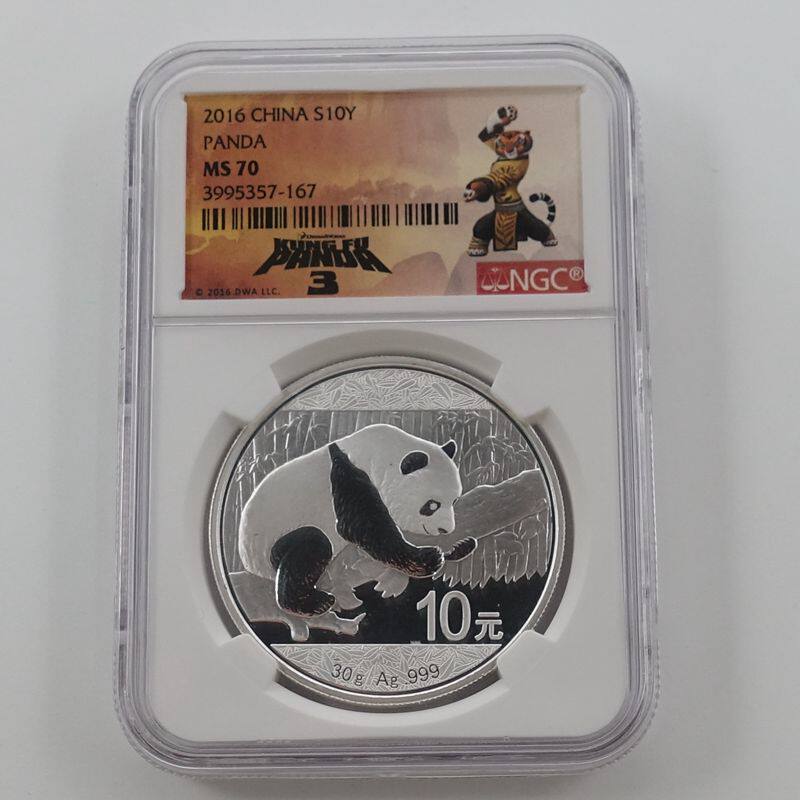 2016 CHINA S10Y
PANDA
MS 70
3995357-167
DREAMWORKS
KUNG FU
PANDA
3
© 2016 DWA LLC.
NGC®
10元
30g Ag .999